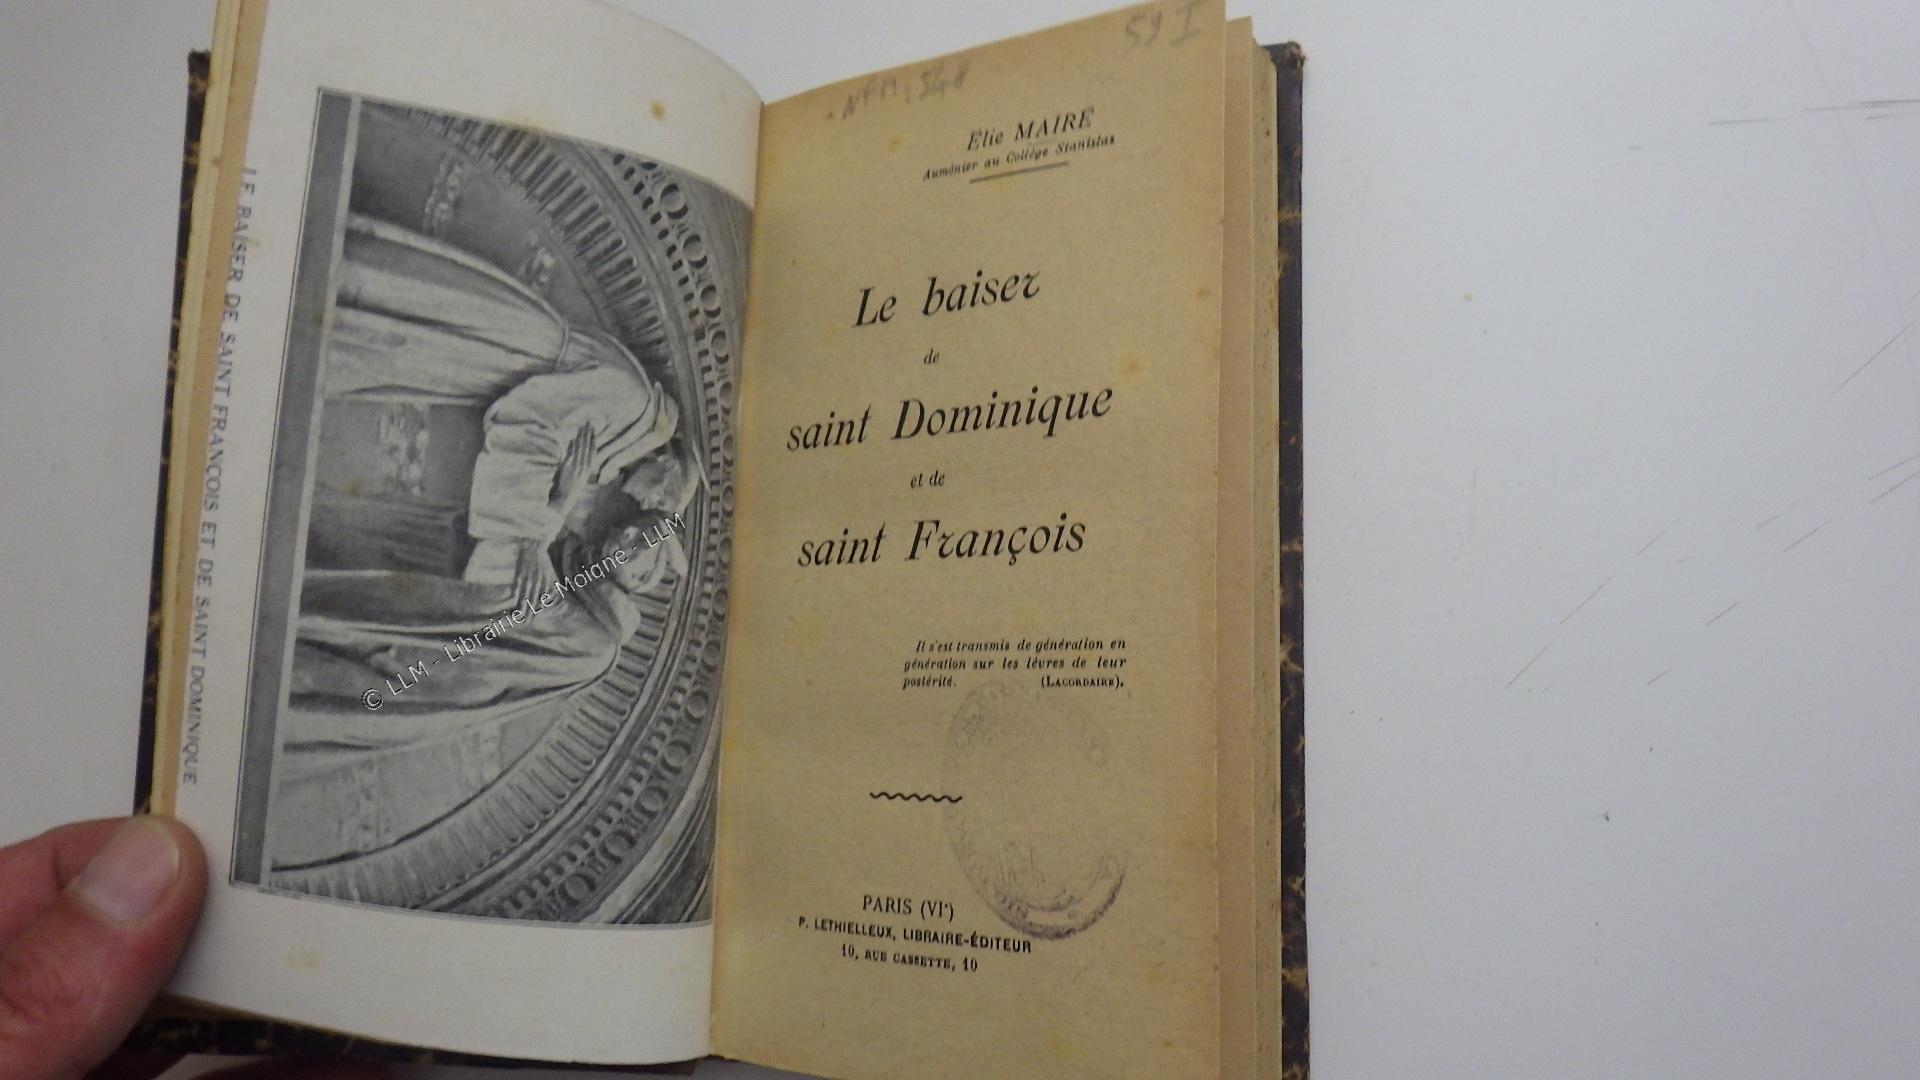 LE BAISER DE SAINT FRANÇOIS ET DE SAINT DOMINIQUE
© LLM - Librairie Le Moigne - LLM
59 I
Élie MAIRE
Aumônier au Collége Stanislas
Le baiser
de
saint Dominique
et de
saint François
Il s'est transmis de génération en
génération sur les lèvres de leur
postérité. (LACORDAIRE).
PARIS (VIᵉ)
P. LETHIELLEUX, LIBRAIRE-ÉDITEUR
10, RUE CASSETTE, 10